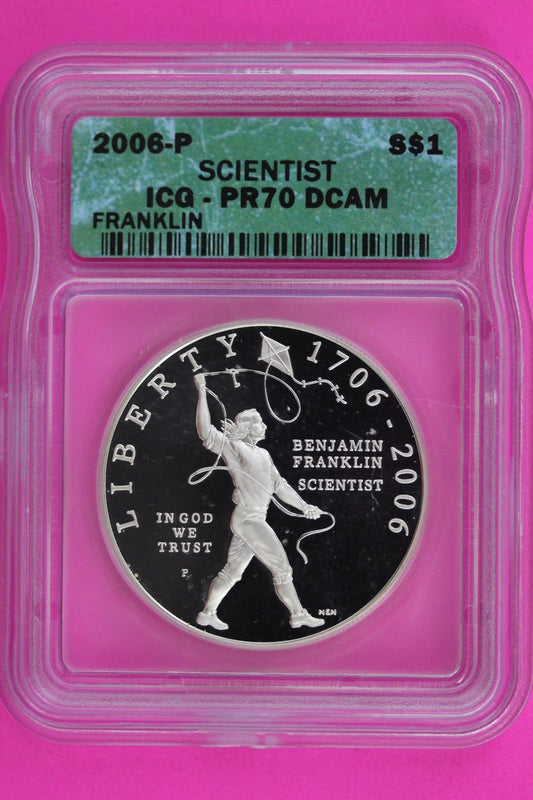 2006-P S$1
SCIENTIST
ICG - PR70 DCAM
FRANKLIN
LIBERTY 1706-2006
BENJAMIN
FRANKLIN
SCIENTIST
IN GOD
WE
TRUST
P